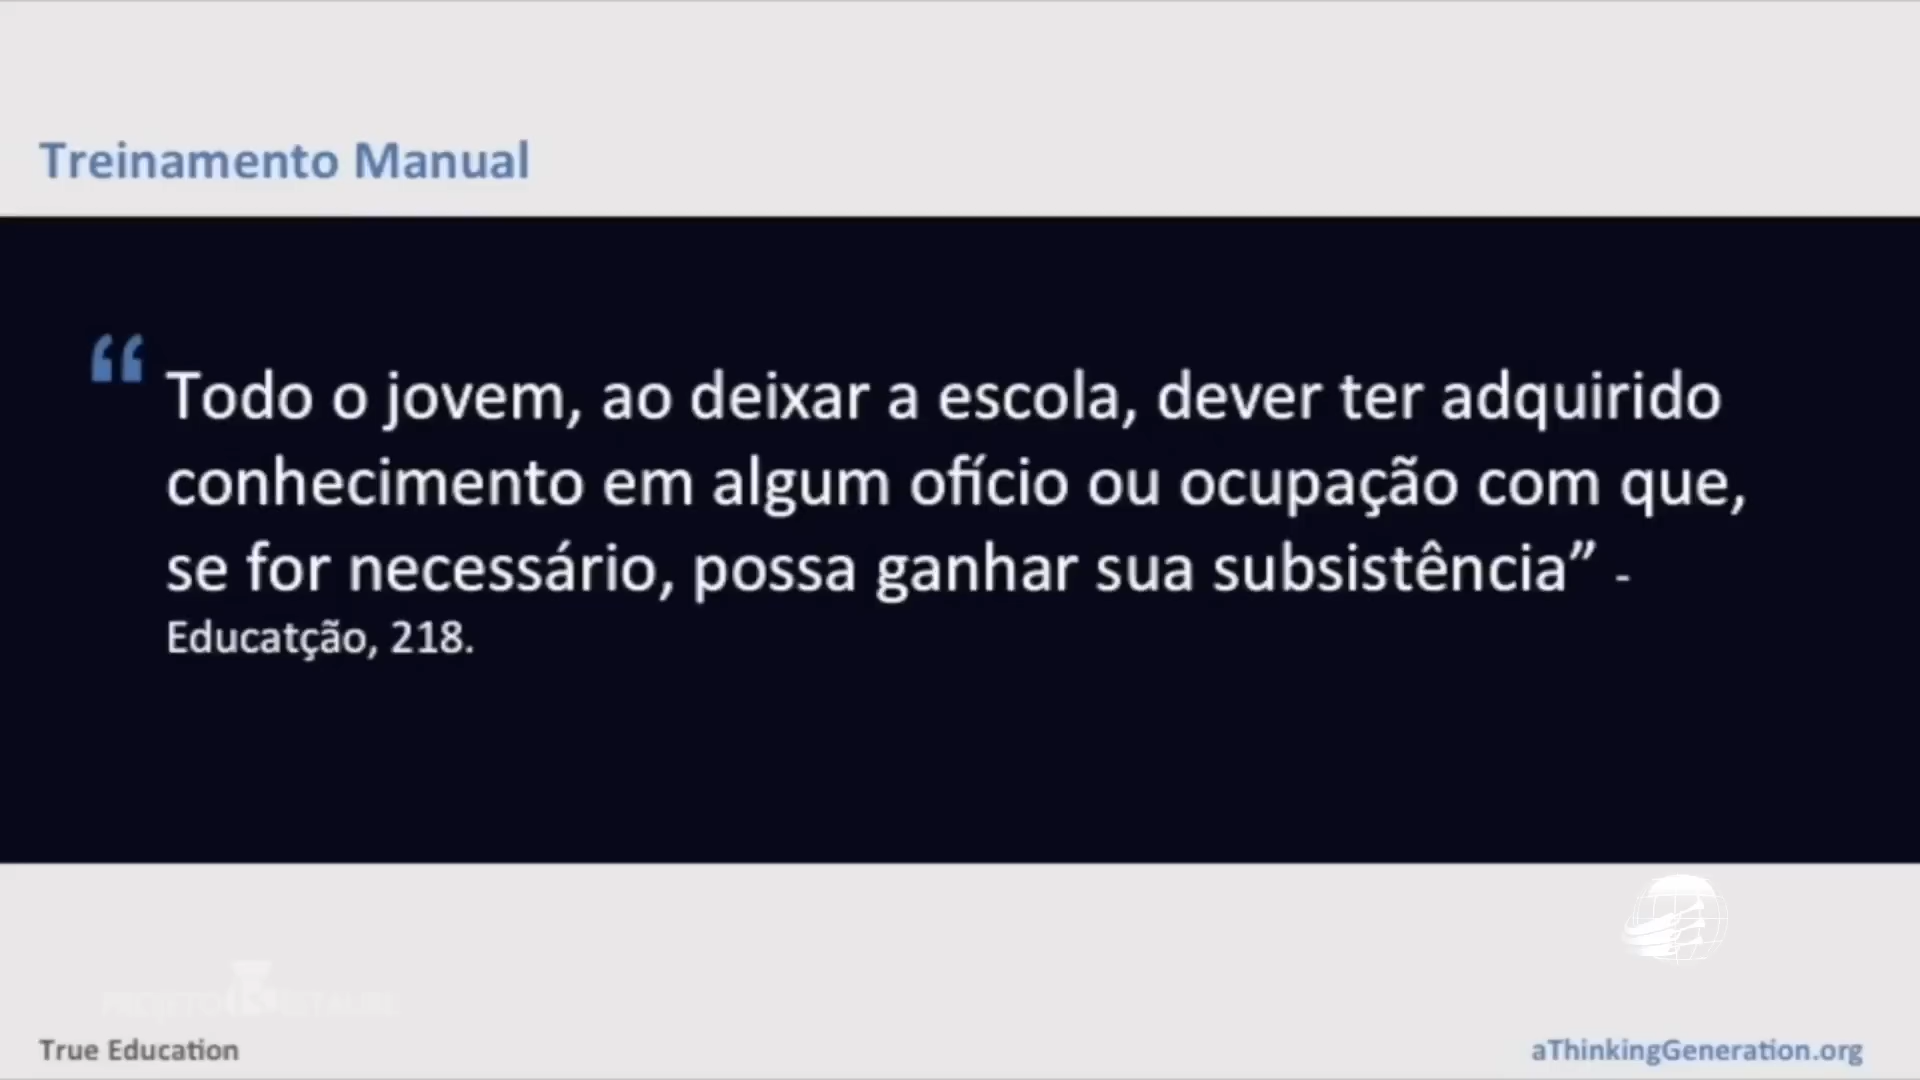 Treinamento Manual
“Todo o jovem, ao deixar a escola, dever ter adquirido
conhecimento em algum ofício ou ocupação com que,
se for necessário, possa ganhar sua subsistência” -
Educatção, 218.
PROJETO
True Education
aThinkingGeneration.org